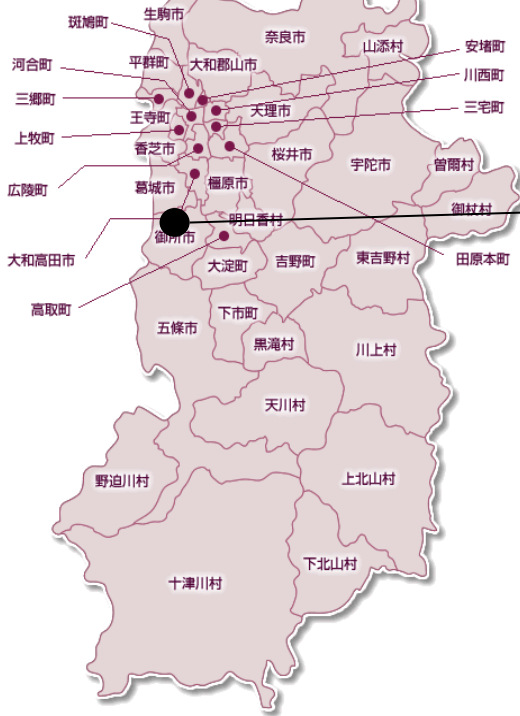 生駒市
斑鳩町
奈良市
山添村
安堵町
平群町
大和郡山市
河合町
川西町
三郷町
天理市
三宅町
王寺町
上牧町
香芝市
桜井市
宇陀市
曽爾村
広陵町
葛城市
橿原市
御杖村
明日香村
御所市
大和高田市
大淀町
吉野町
東吉野村
田原本町
高取町
下市町
五條市
黒滝村
川上村
天川村
野迫川村
上北山村
下北山村
十津川村